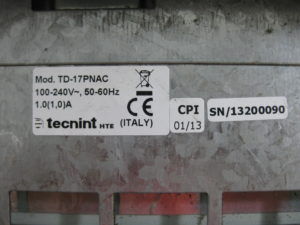 Mod. TD-17PNAC
100-240V~, 50-60Hz
1.0(1,0)A
CE
tecnint HTE (ITALY)
CPI
01/13
SN/13200090